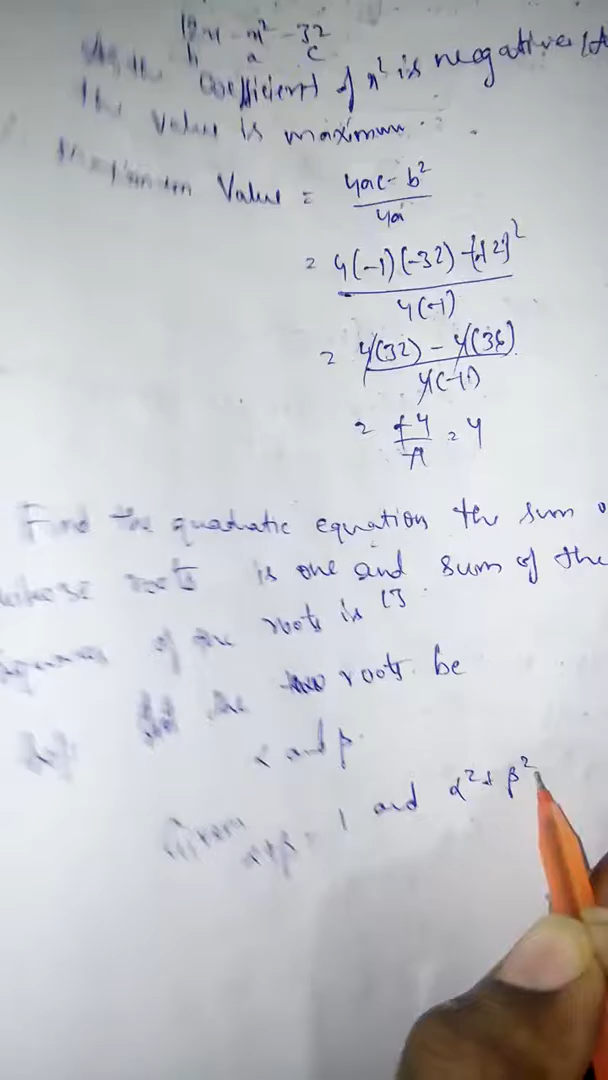 12x - x² - 32
b a c
As the coefficient of x² is negative
the value is maximum.
Maximum Value = 4ac - b² / 4a
= 4(-1)(-32) - (12)² / 4(-1)
= 4(32) - 4(36) / 4(-1)
= -4 / -1 = 4
Find the quadratic equation the sum o
whose roots is one and sum of the
squares of the roots is 13.
Sol: Let the two roots be
α and β
Given α+β = 1 and α² + β²